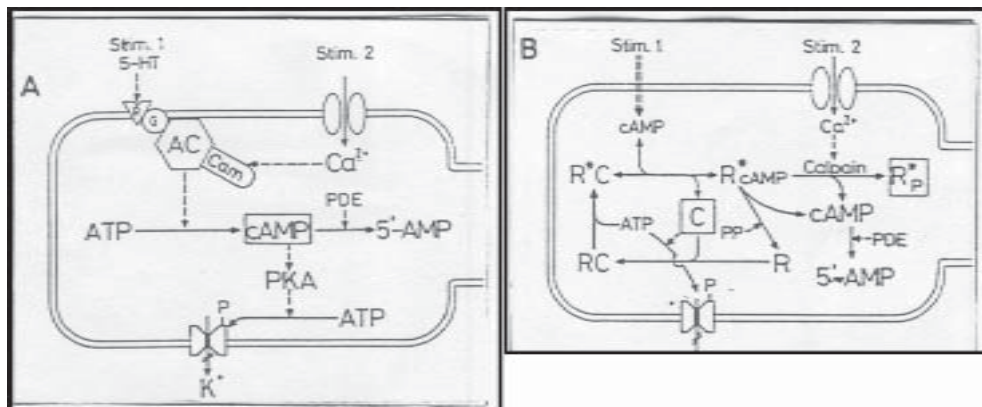 A
Stim. 1
5-HT
Stim. 2
G
AC
Cam
Ca²⁺
PDE
ATP
cAMP
5'-AMP
PKA
P
ATP
K⁺
B
Stim. 1
Stim. 2
cAMP
Ca²⁺
R*C
R*cAMP
Calpain
R*P
C
cAMP
ATP
PP
PDE
RC
R
5'-AMP
P